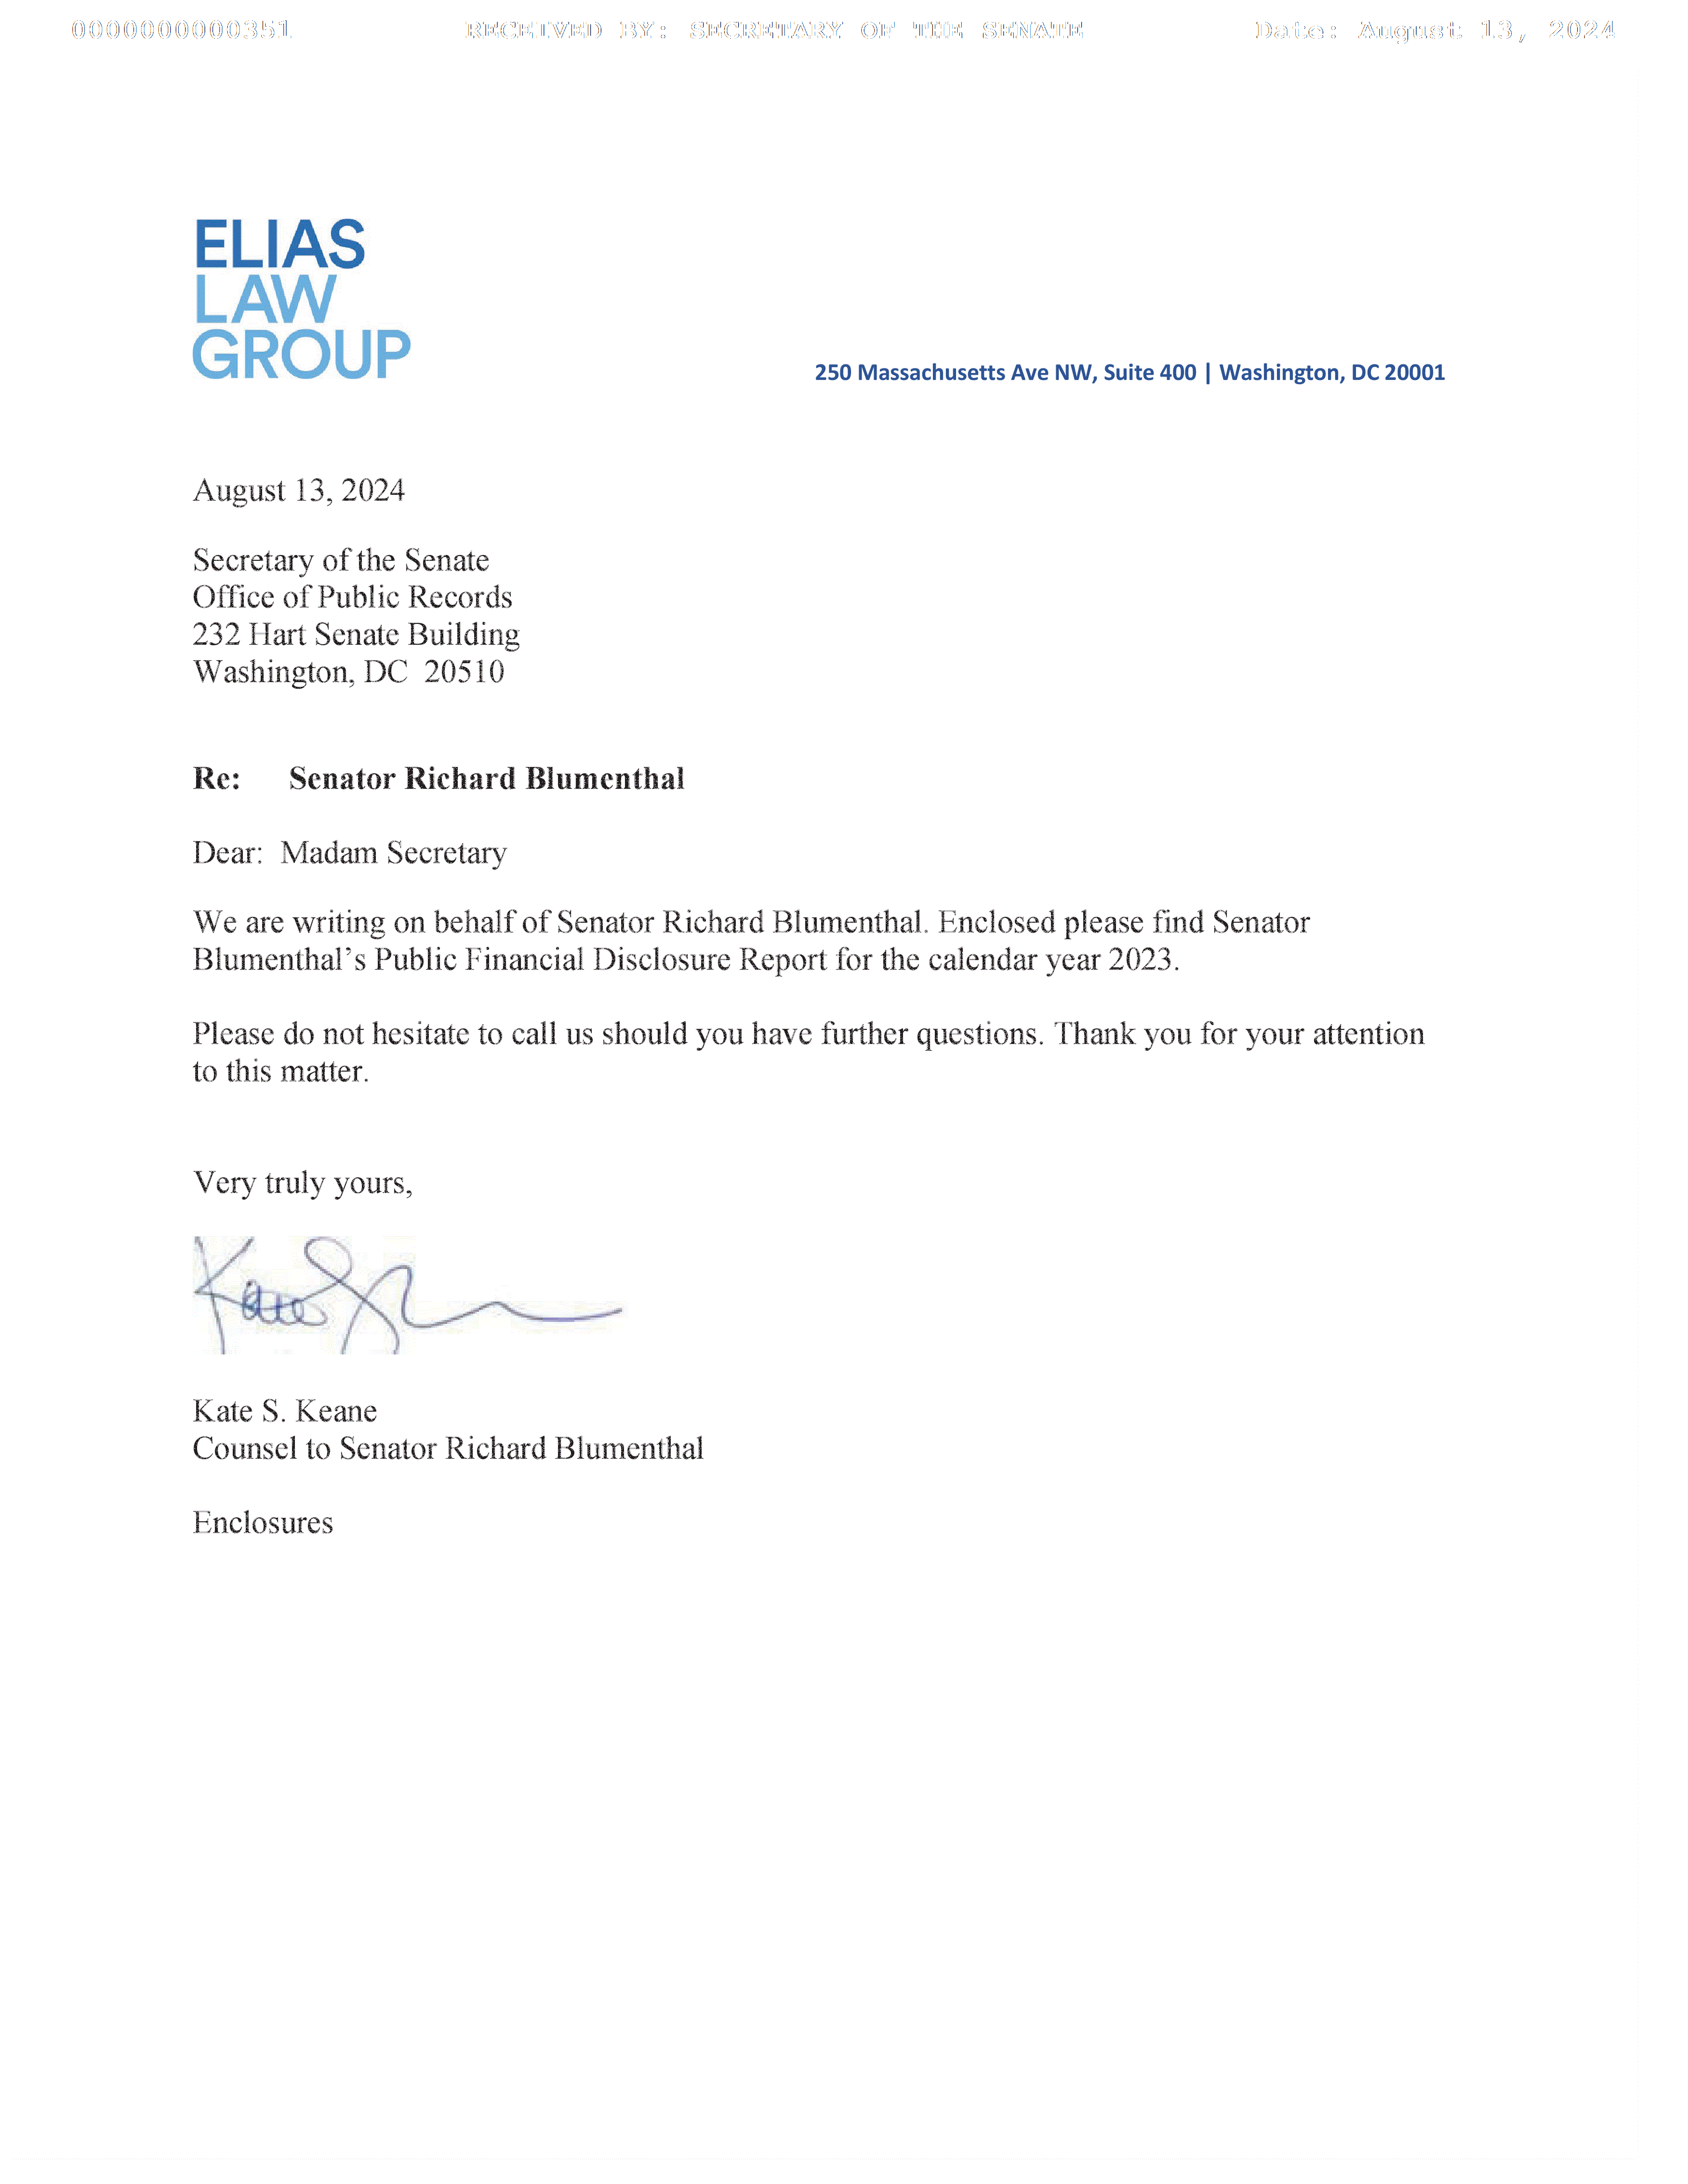 0000000000351 RECEIVED BY: SECRETARY OF THE SENATE Date: August 13, 2024
ELIAS
LAW
GROUP
250 Massachusetts Ave NW, Suite 400 | Washington, DC 20001
August 13, 2024
Secretary of the Senate
Office of Public Records
232 Hart Senate Building
Washington, DC 20510
Re: Senator Richard Blumenthal
Dear: Madam Secretary
We are writing on behalf of Senator Richard Blumenthal. Enclosed please find Senator
Blumenthal's Public Financial Disclosure Report for the calendar year 2023.
Please do not hesitate to call us should you have further questions. Thank you for your attention
to this matter.
Very truly yours,
Kate S. Keane
Counsel to Senator Richard Blumenthal
Enclosures